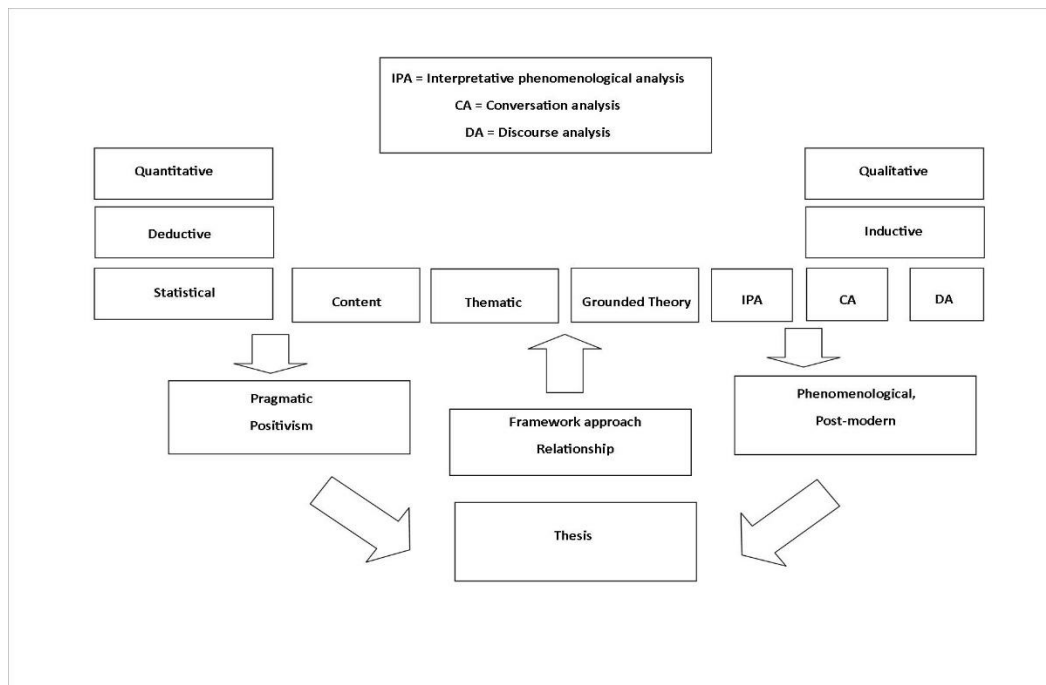 IPA = Interpretative phenomenological analysis
CA = Conversation analysis
DA = Discourse analysis
Quantitative
Qualitative
Deductive
Inductive
Statistical
Content
Thematic
Grounded Theory
IPA
CA
DA
Pragmatic
Positivism
Framework approach
Relationship
Phenomenological,
Post-modern
Thesis